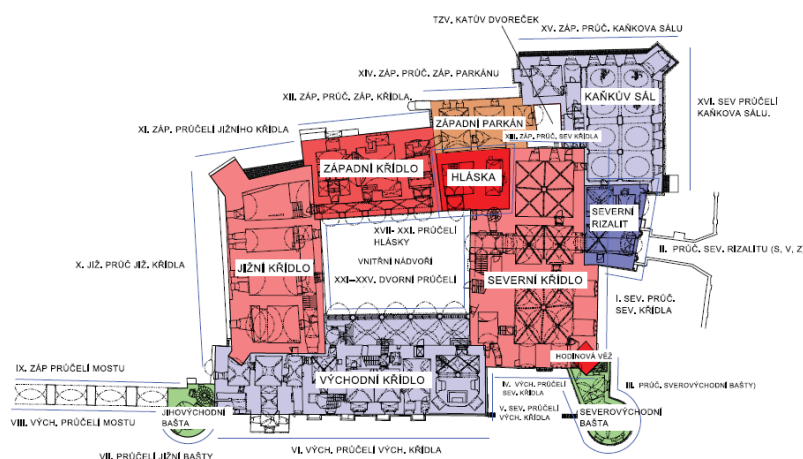 TZV. KATŮV DVOREČEK
XV. ZÁP. PRŮČ. KAŇKOVA SÁLU
XIV. ZÁP. PRŮČ. ZÁP. PARKÁNU
XII. ZÁP. PRŮČ. ZÁP. KŘÍDLA.
KAŇKŮV SÁL
XVI. SEV PRŮČELÍ
KAŇKOVA SÁLU.
XI. ZÁP. PRŮČELÍ JIŽNÍHO KŘÍDLA
ZÁPADNÍ PARKÁN
XIII. ZÁP. PRŮČ. SEV KŘÍDLA
ZÁPADNÍ KŘÍDLO
HLÁSKA
SEVERNÍ
RIZALIT
XVII- XXI. PRŮČELÍ
HLÁSKY
II. PRŮČ. SEV. RIZALITU (S, V, Z
X. JIŽ. PRŮČ JIŽ. KŘÍDLA
JIŽNÍ KŘÍDLO
VNITŘNÍ NÁDVOŘÍ
XXI-XXV. DVORNÍ PRŮČELÍ
SEVERNÍ KŘÍDLO
I. SEV. PRŮČ.
SEV. KŘÍDLA
HODINOVÁ VĚŽ
IX. ZÁP PRŮČELÍ MOSTU
VÝCHODNÍ KŘÍDLO
IV. VÝCH. PRŮČELÍ
SEV. KŘÍDLA
III. PRŮČ. SVEROVÝCHODNÍ BAŠTY)
V. SEV. PRŮČELÍ
VÝCH. KŘÍDLA
JIHOVÝCHODNÍ
BAŠTA
SEVEROVÝCHODNÍ
BAŠTA
VIII. VÝCH. PRŮČELÍ MOSTU
VI. VÝCH. PRŮČELÍ VÝCH. KŘÍDLA
VII. PRŮČELÍ JIŽNÍ BAŠTY